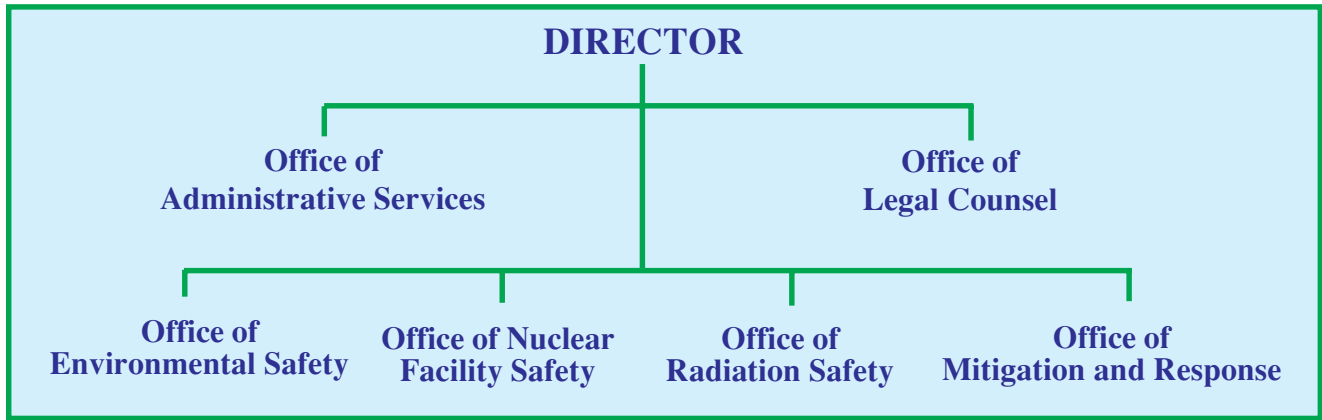 DIRECTOR
Office of
Administrative Services
Office of
Legal Counsel
Office of
Environmental Safety
Office of Nuclear
Facility Safety
Office of
Radiation Safety
Office of
Mitigation and Response